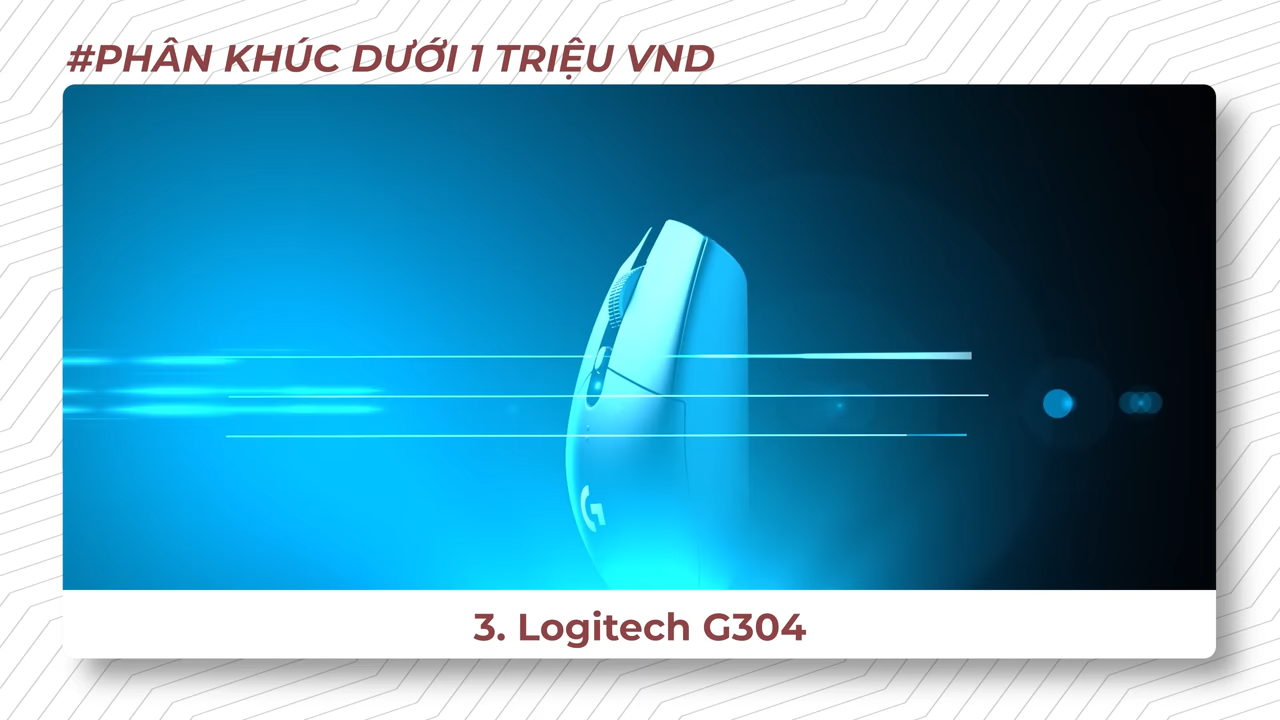 #PHÂN KHÚC DƯỚI 1 TRIỆU VND
3. Logitech G304